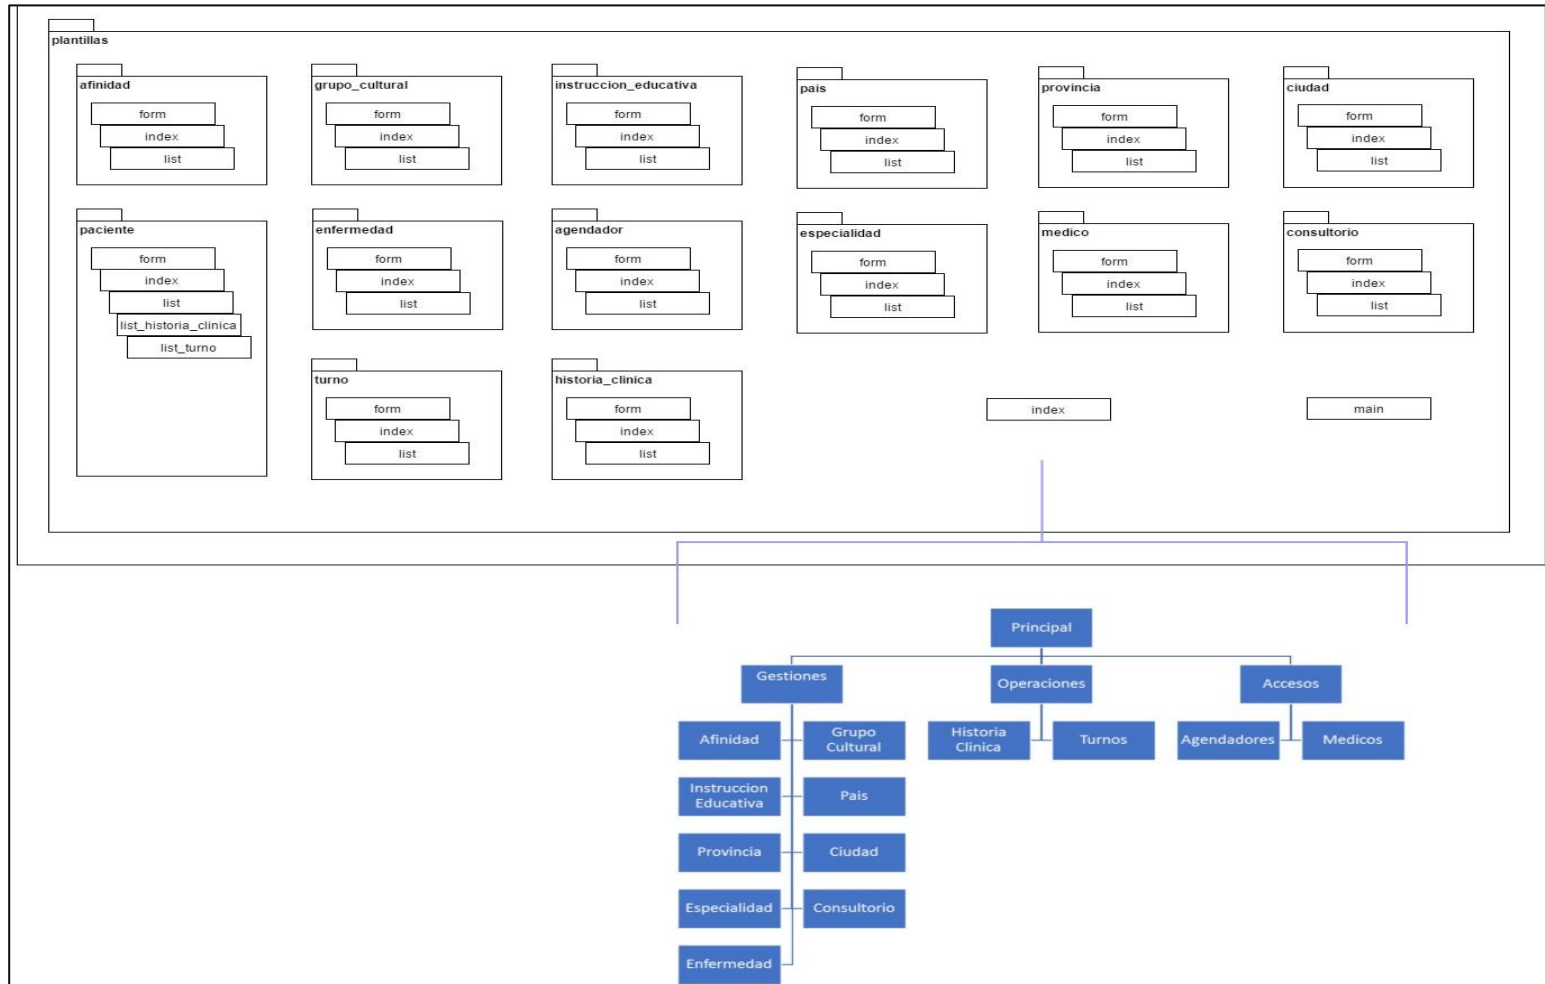 plantillas
afinidad
form
index
list
grupo_cultural
form
index
list
instruccion_educativa
form
index
list
pais
form
index
list
provincia
form
index
list
ciudad
form
index
list
paciente
form
index
list
list_historia_clinica
list_turno
enfermedad
form
index
list
agendador
form
index
list
especialidad
form
index
list
medico
form
index
list
consultorio
form
index
list
turno
form
index
list
historia_clinica
form
index
list
index
main
Principal
Gestiones
Operaciones
Accesos
Afinidad
Grupo
Cultural
Historia
Clinica
Turnos
Agendadores
Medicos
Instruccion
Educativa
Pais
Provincia
Ciudad
Especialidad
Consultorio
Enfermedad